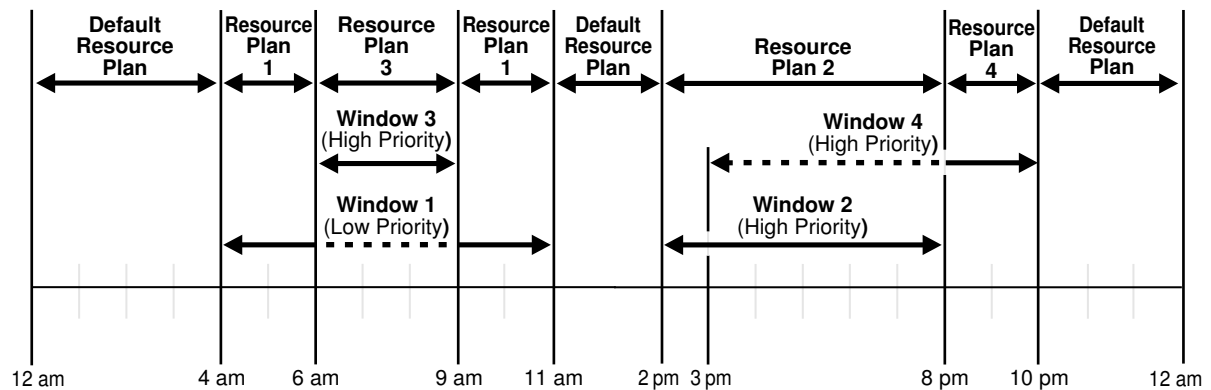 Default
Resource
Plan
Resource
Plan
1
Resource
Plan
3
Resource
Plan
1
Default
Resource
Plan
Resource
Plan 2
Resource
Plan
4
Default
Resource
Plan
Window 3
(High Priority)
Window 4
(High Priority)
Window 1
(Low Priority)
Window 2
(High Priority)
12 am
4 am
6 am
9 am
11 am
2 pm
3 pm
8 pm
10 pm
12 am